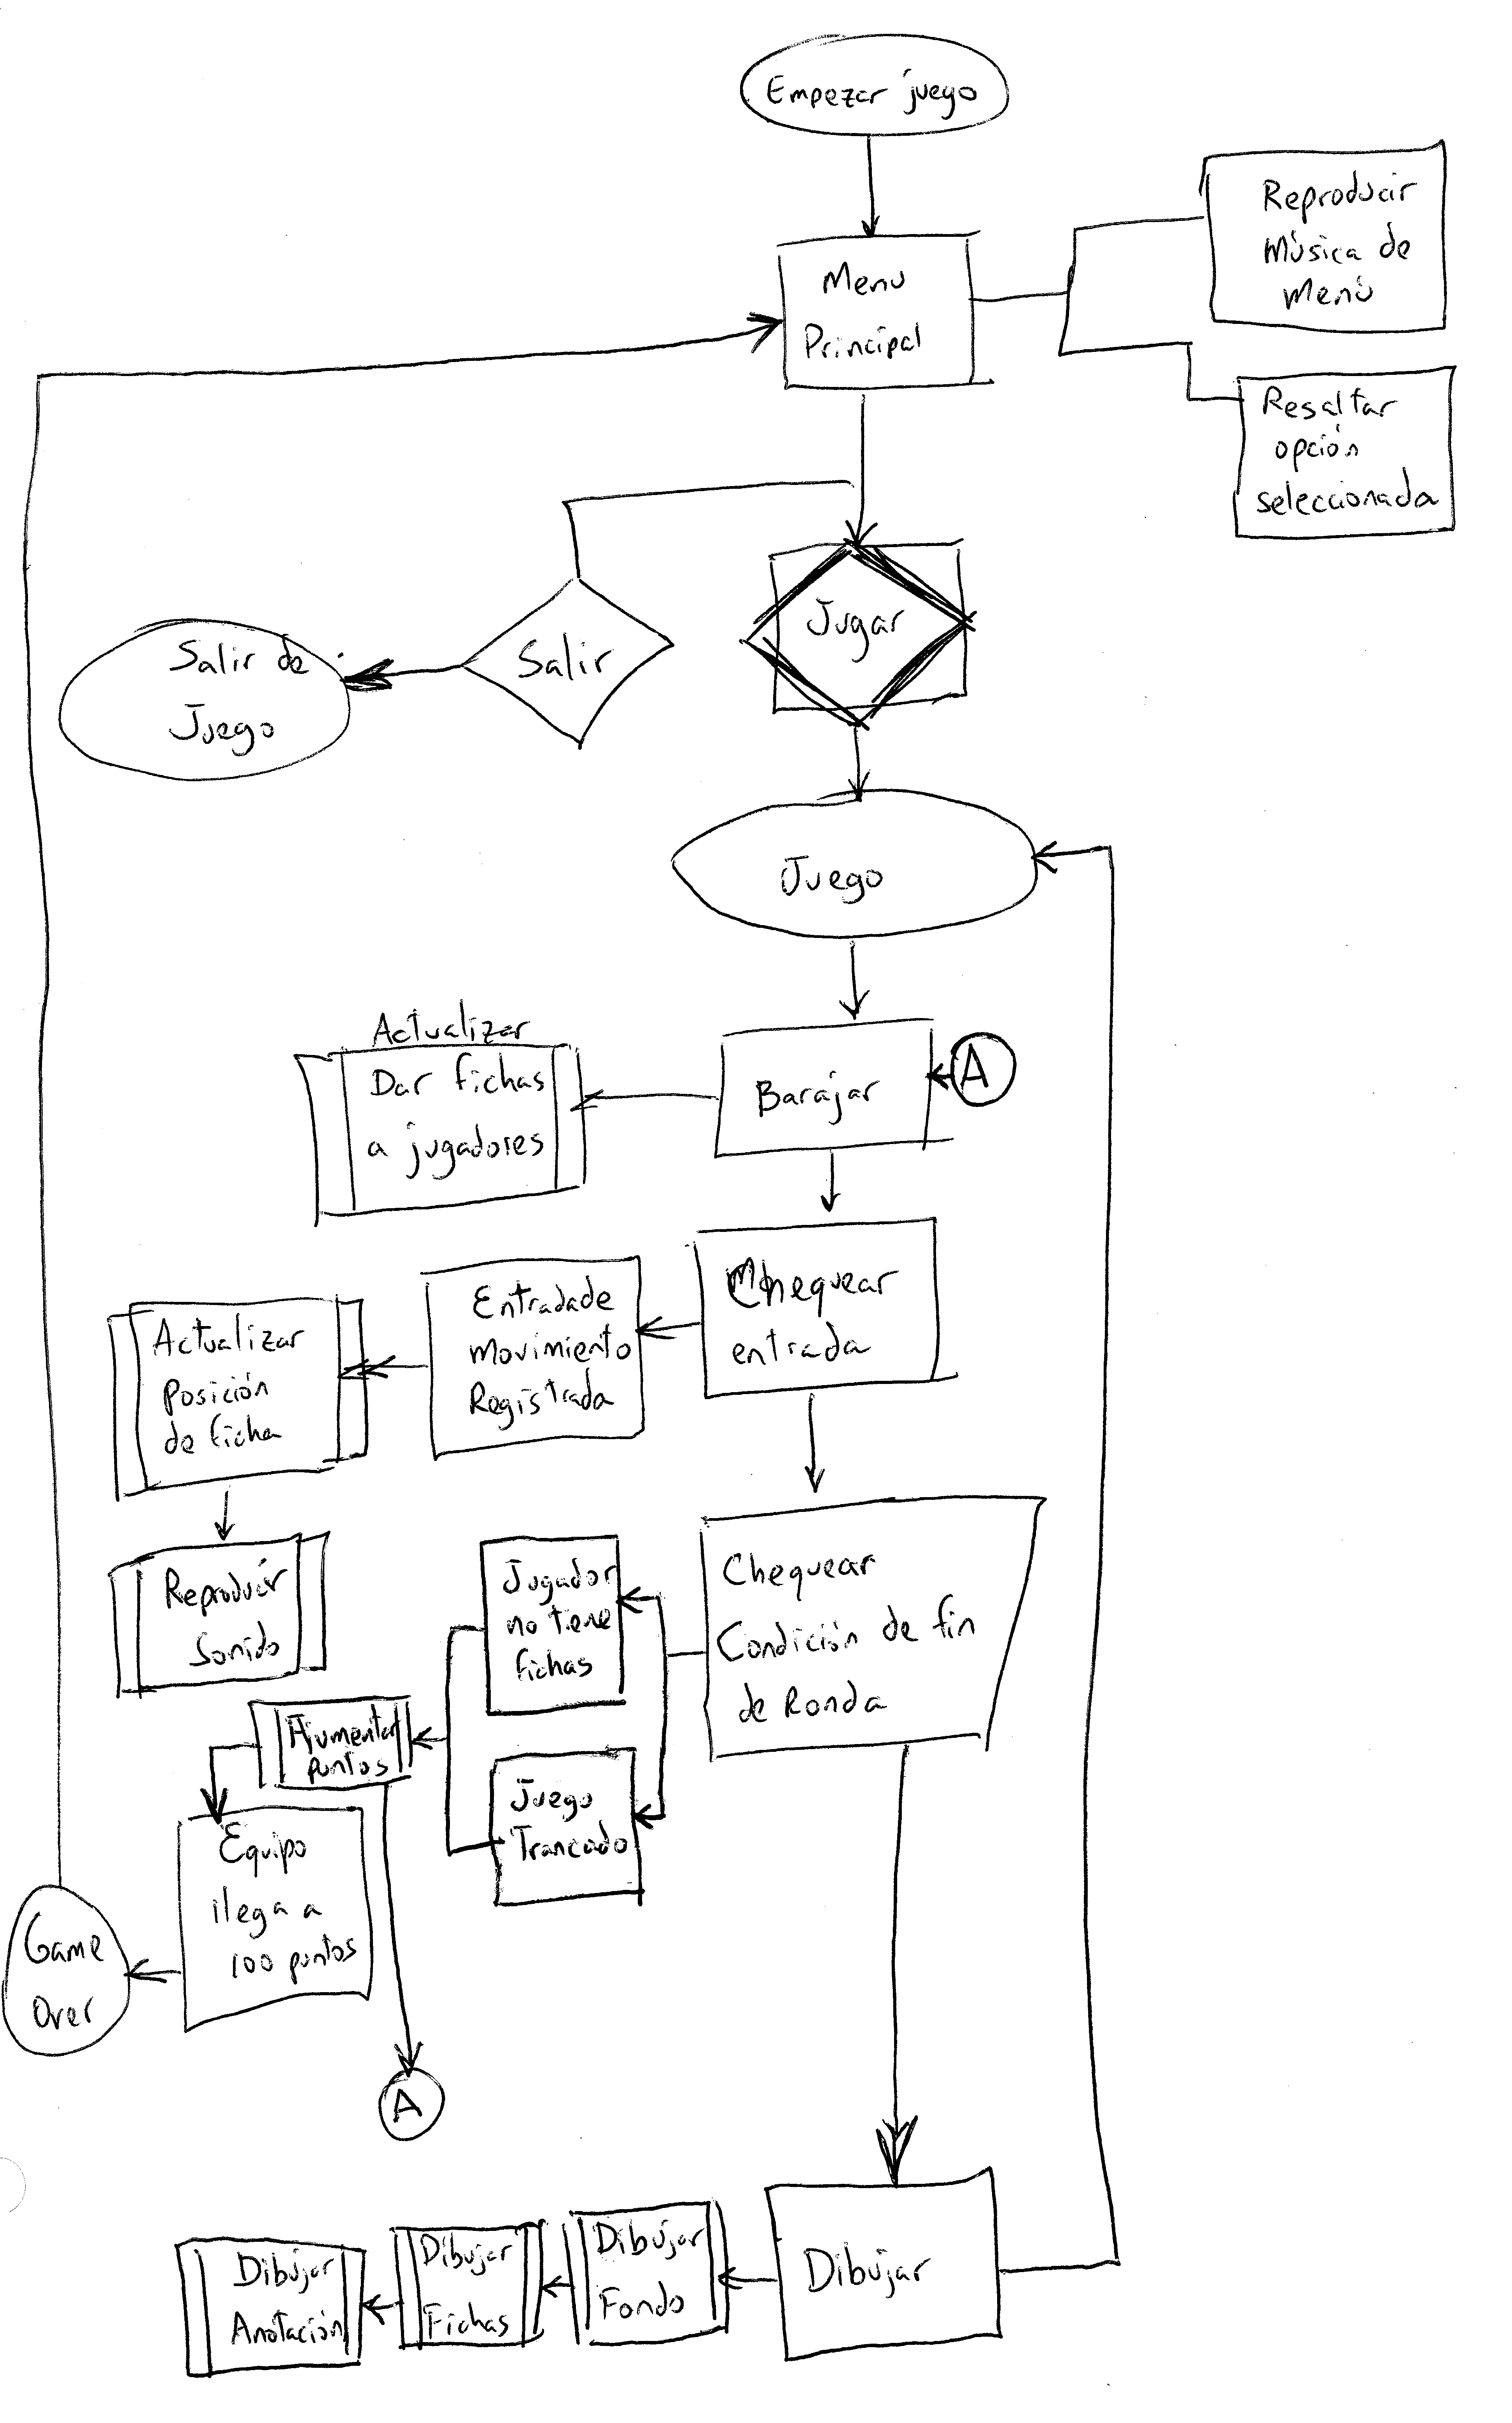 Empezar juego
Reproducir
Música de
Menú
Menu
Principal
Resaltar
opción
seleccionada
Jugar
Salir
Salir de
Juego
Juego
Actualizar
Dar fichas
a jugadores
Barajar
A
Chequear
entrada
Entrada de
movimiento
Registrada
Actualizar
Posición
de ficha
Reproducir
Sonido
Jugador
no tiene
fichas
Chequear
Condición de fin
de Ronda
Aumentar
puntos
Juego
Trancado
Equipo
llega a
100 puntos
Game
Over
A
Dibujar
Dibujar
Fondo
Dibujar
Fichas
Dibujar
Anotación